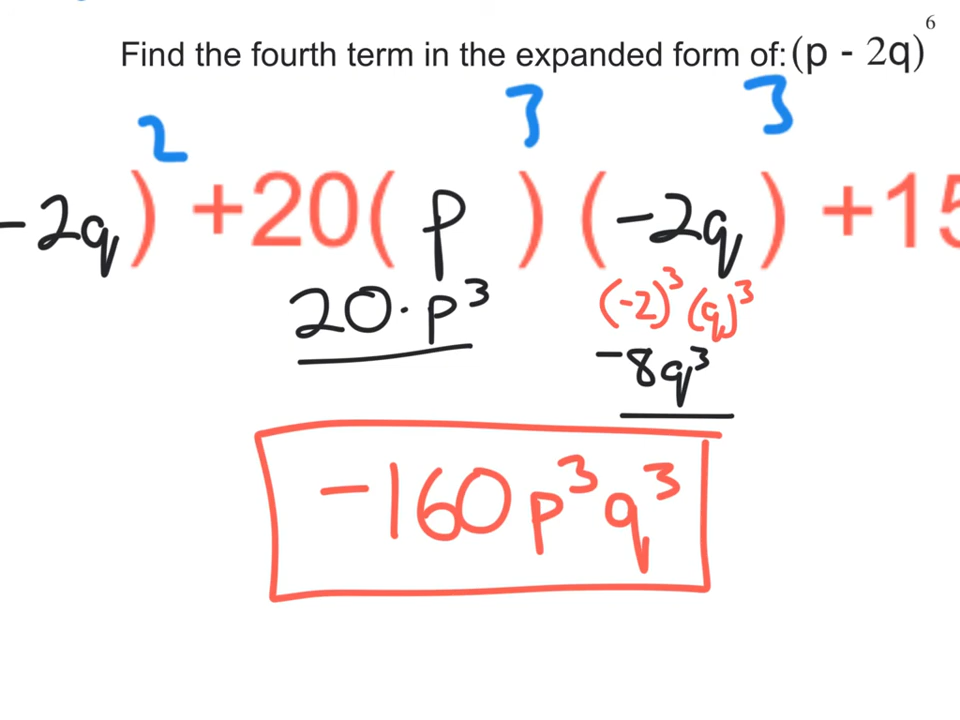 Find the fourth term in the expanded form of: (p - 2q)⁶
-2q)² +20(p)³(-2q)³ +15
20·p³ (-2)³(q)³
-8q³
-160p³q³